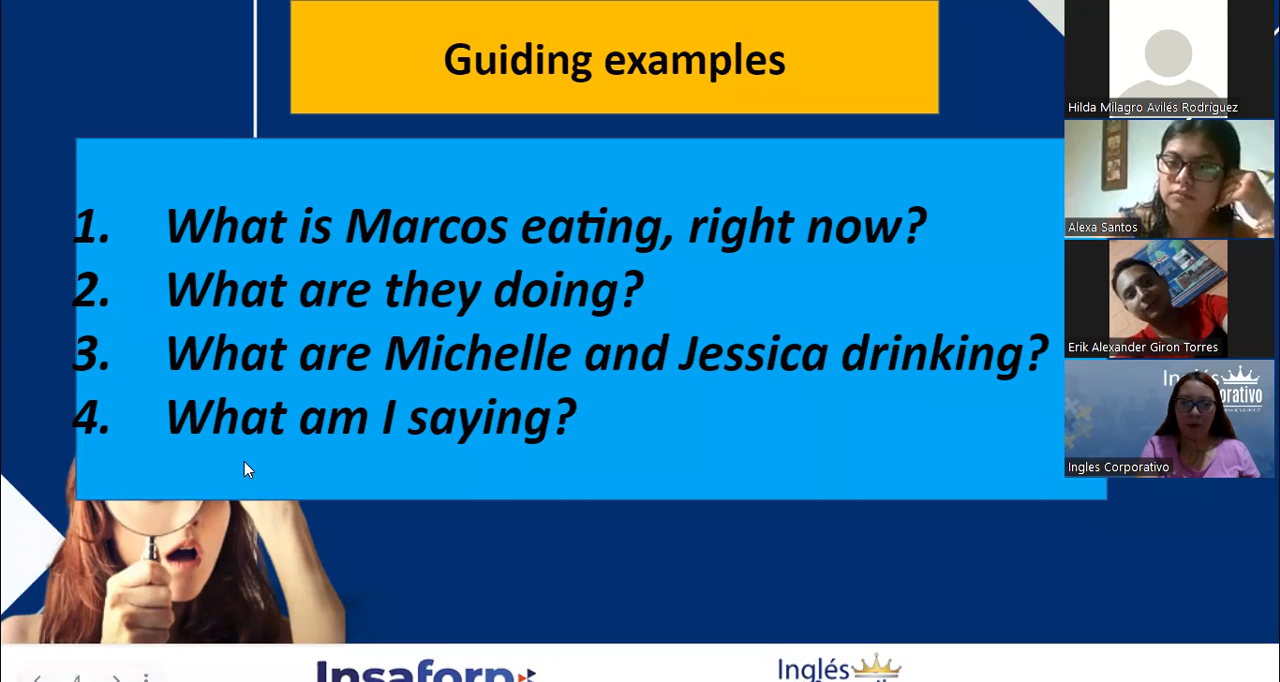 Guiding examples
1. What is Marcos eating, right now?
2. What are they doing?
3. What are Michelle and Jessica drinking?
4. What am I saying?
Hilda Milagro Avilés Rodríguez
Alexa Santos
Erik Alexander Giron Torres
Ingles Corporativo
Insaforp
Inglés